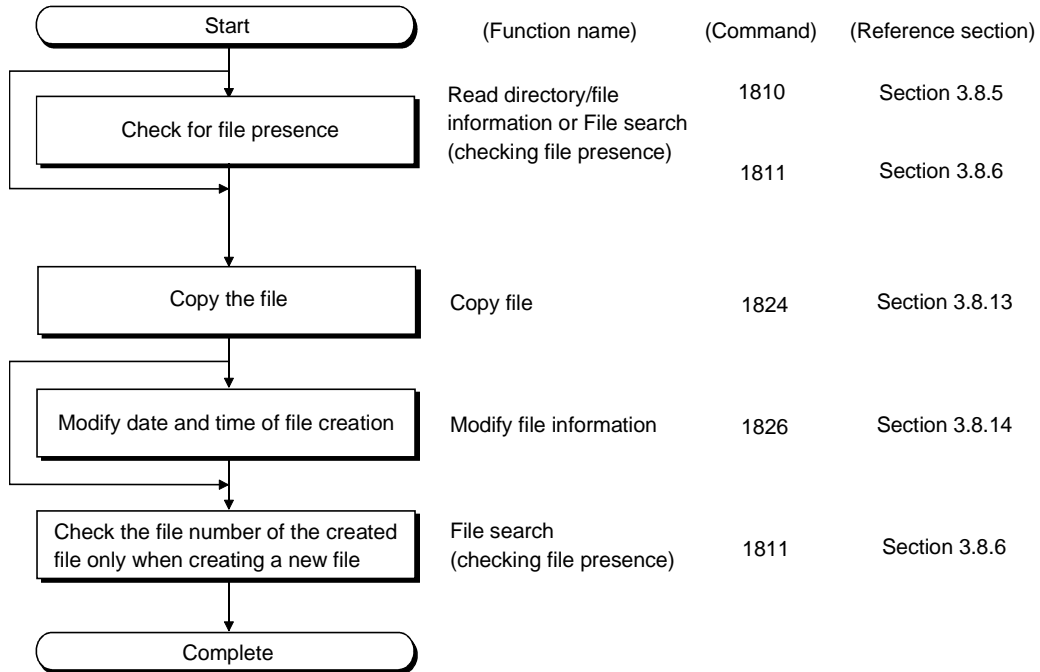 Start
(Function name) (Command) (Reference section)
Check for file presence
Read directory/file
information or File search
(checking file presence)
1810 Section 3.8.5
1811 Section 3.8.6
Copy the file
Copy file 1824 Section 3.8.13
Modify date and time of file creation
Modify file information 1826 Section 3.8.14
Check the file number of the created
file only when creating a new file
File search
(checking file presence)
1811 Section 3.8.6
Complete